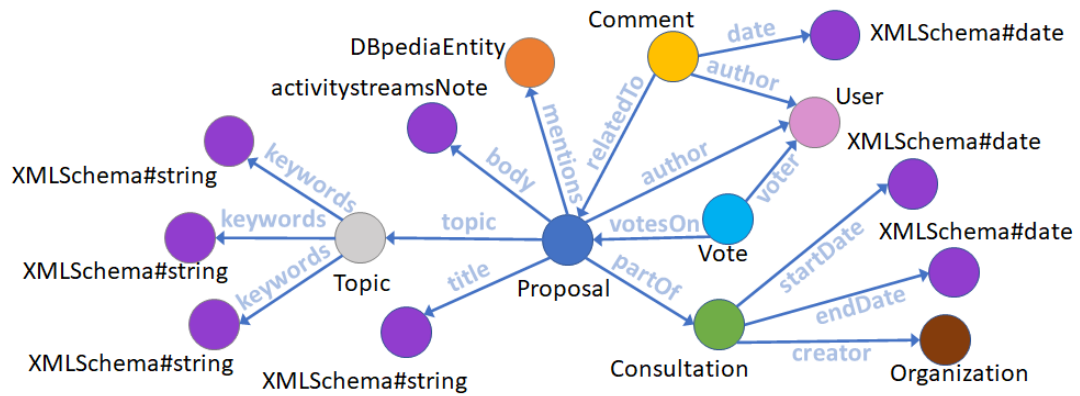 Comment
date
XMLSchema#date
DBpediaEntity
author
activitystreamsNote
relatedTo
User
mentions
XMLSchema#date
keywords
body
author
voter
XMLSchema#string
keywords
topic
votesOn
XMLSchema#date
Vote
startDate
XMLSchema#string
keywords
Topic
title
Proposal
partOf
endDate
XMLSchema#string
XMLSchema#string
Consultation
creator
Organization